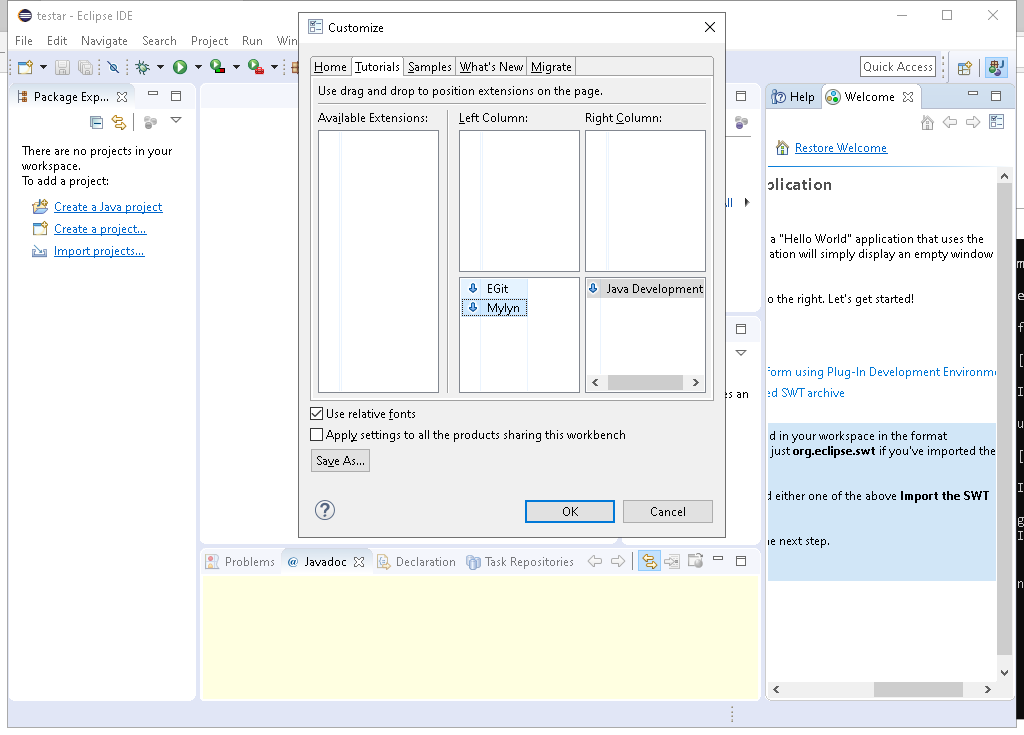 testar - Eclipse IDE
File Edit Navigate Search Project Run Win
Quick Access
Package Exp...
There are no projects in your
workspace.
To add a project:
Create a Java project
Create a project...
Import projects...
Customize
Home Tutorials Samples What's New Migrate
Use drag and drop to position extensions on the page.
Available Extensions: Left Column: Right Column:
EGit
Mylyn
Java Development
Use relative fonts
Apply settings to all the products sharing this workbench
Save As...
OK Cancel
es an
Help Welcome
Restore Welcome
plication
a "Hello World" application that uses the
ation will simply display an empty window
o the right. Let's get started!
form using Plug-In Development Environme
ed SWT archive
d in your workspace in the format
just org.eclipse.swt if you've imported the
d either one of the above Import the SWT
he next step.
Problems @ Javadoc Declaration Task Repositories